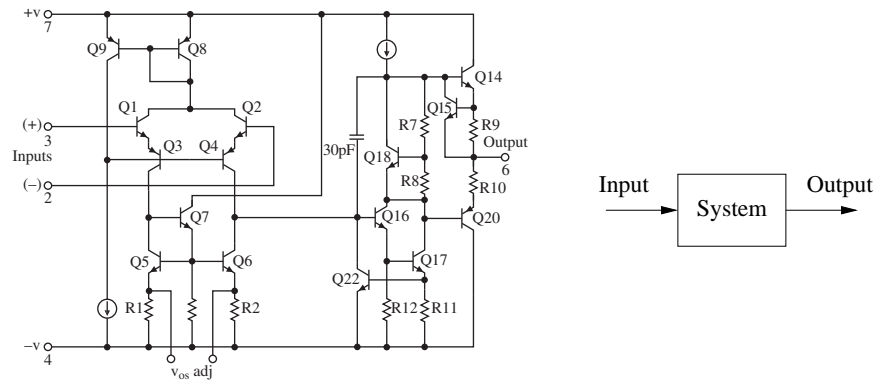 +v
7
Q9
Q8
Q14
Q1
Q2
Q15
(+)
3
R7
R9
Q3
Q4
Output
6
Inputs
30pF
Q18
(–)
2
R8
R10
Q7
Q16
Q20
Q5
Q6
Q22
Q17
R1
R2
R12
R11
–v
4
vos adj
Input
Output
System